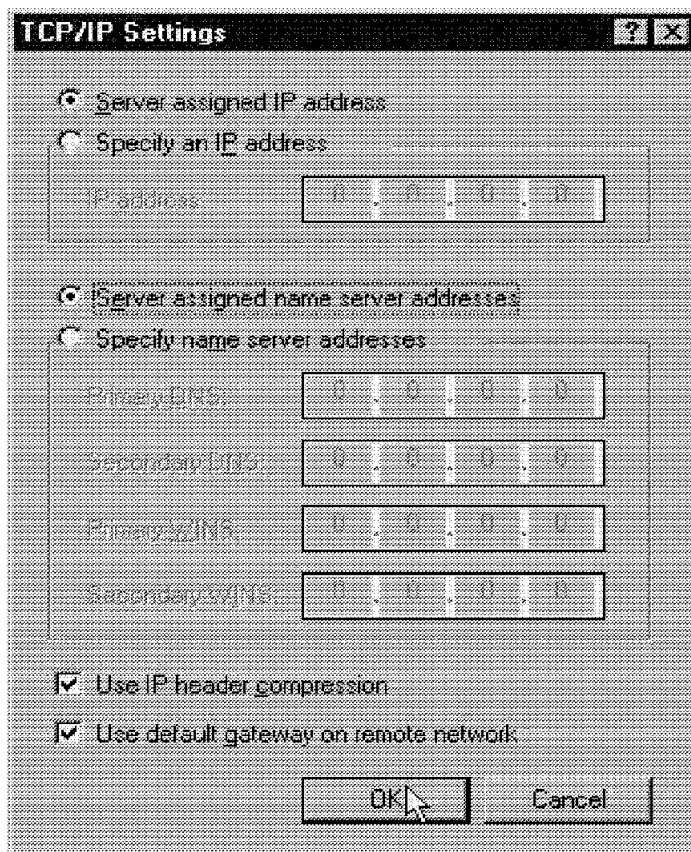 TCP/IP Settings ? ×
Server assigned IP address
Specify an IP address
IP address: 0 . 0 . 0 . 0
Server assigned name server addresses
Specify name server addresses
Primary DNS: 0 . 0 . 0 . 0
Secondary DNS: 0 . 0 . 0 . 0
Primary WINS: 0 . 0 . 0 . 0
Secondary WINS: 0 . 0 . 0 . 0
Use IP header compression
Use default gateway on remote network
OK Cancel